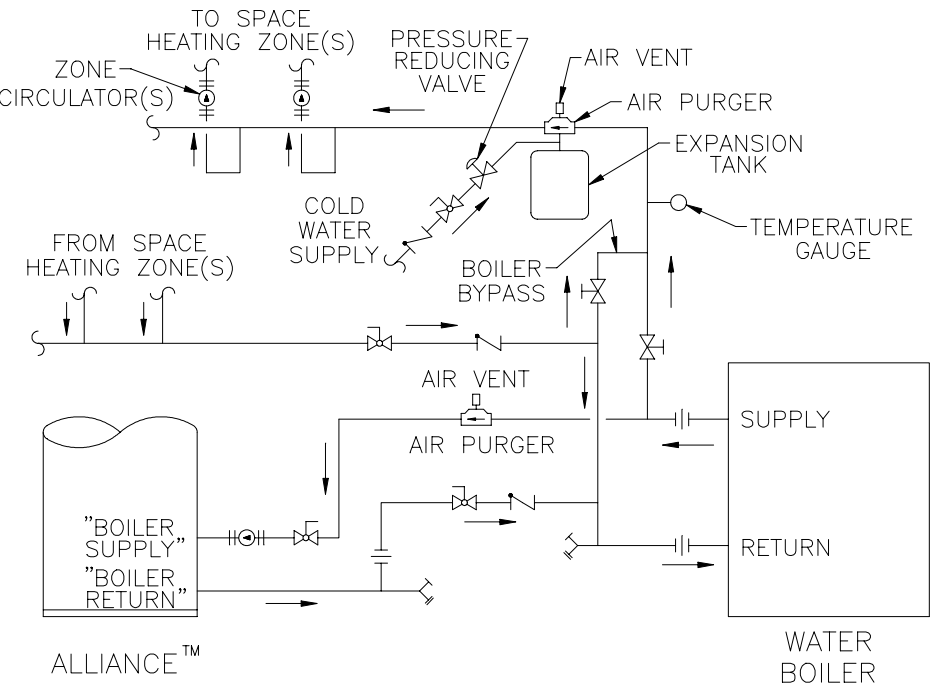 TO SPACE
HEATING ZONE(S)
ZONE
CIRCULATOR(S)
PRESSURE
REDUCING
VALVE
AIR VENT
AIR PURGER
EXPANSION
TANK
COLD
WATER
SUPPLY
TEMPERATURE
GAUGE
FROM SPACE
HEATING ZONE(S)
BOILER
BYPASS
AIR VENT
AIR PURGER
SUPPLY
"BOILER
SUPPLY"
"BOILER
RETURN"
RETURN
ALLIANCE™
WATER
BOILER